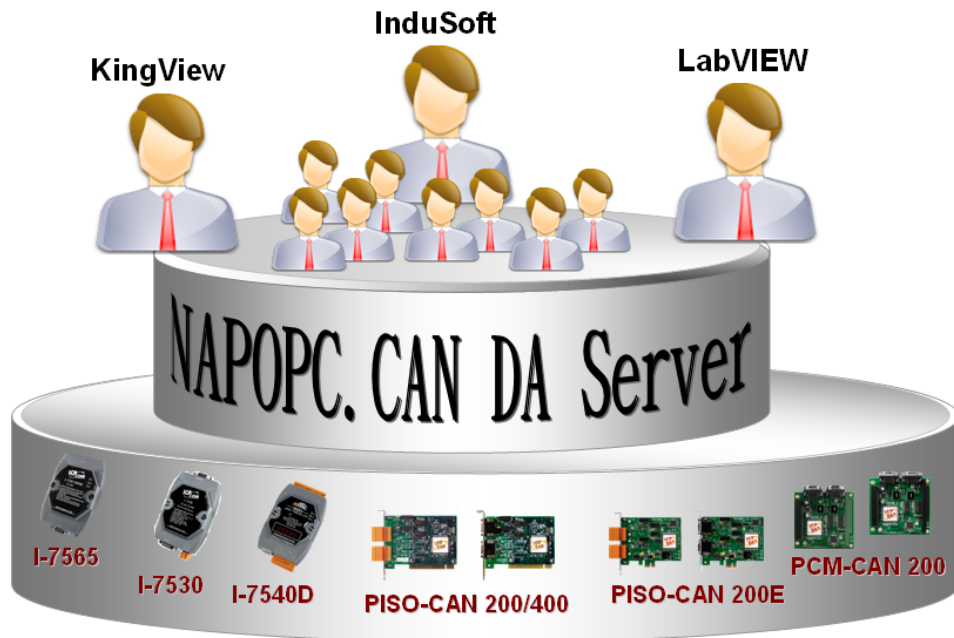 InduSoft
KingView
LabVIEW
NAPOPC.CAN DA Server
I-7565
I-7530
I-7540D
PISO-CAN 200/400
PISO-CAN 200E
PCM-CAN 200